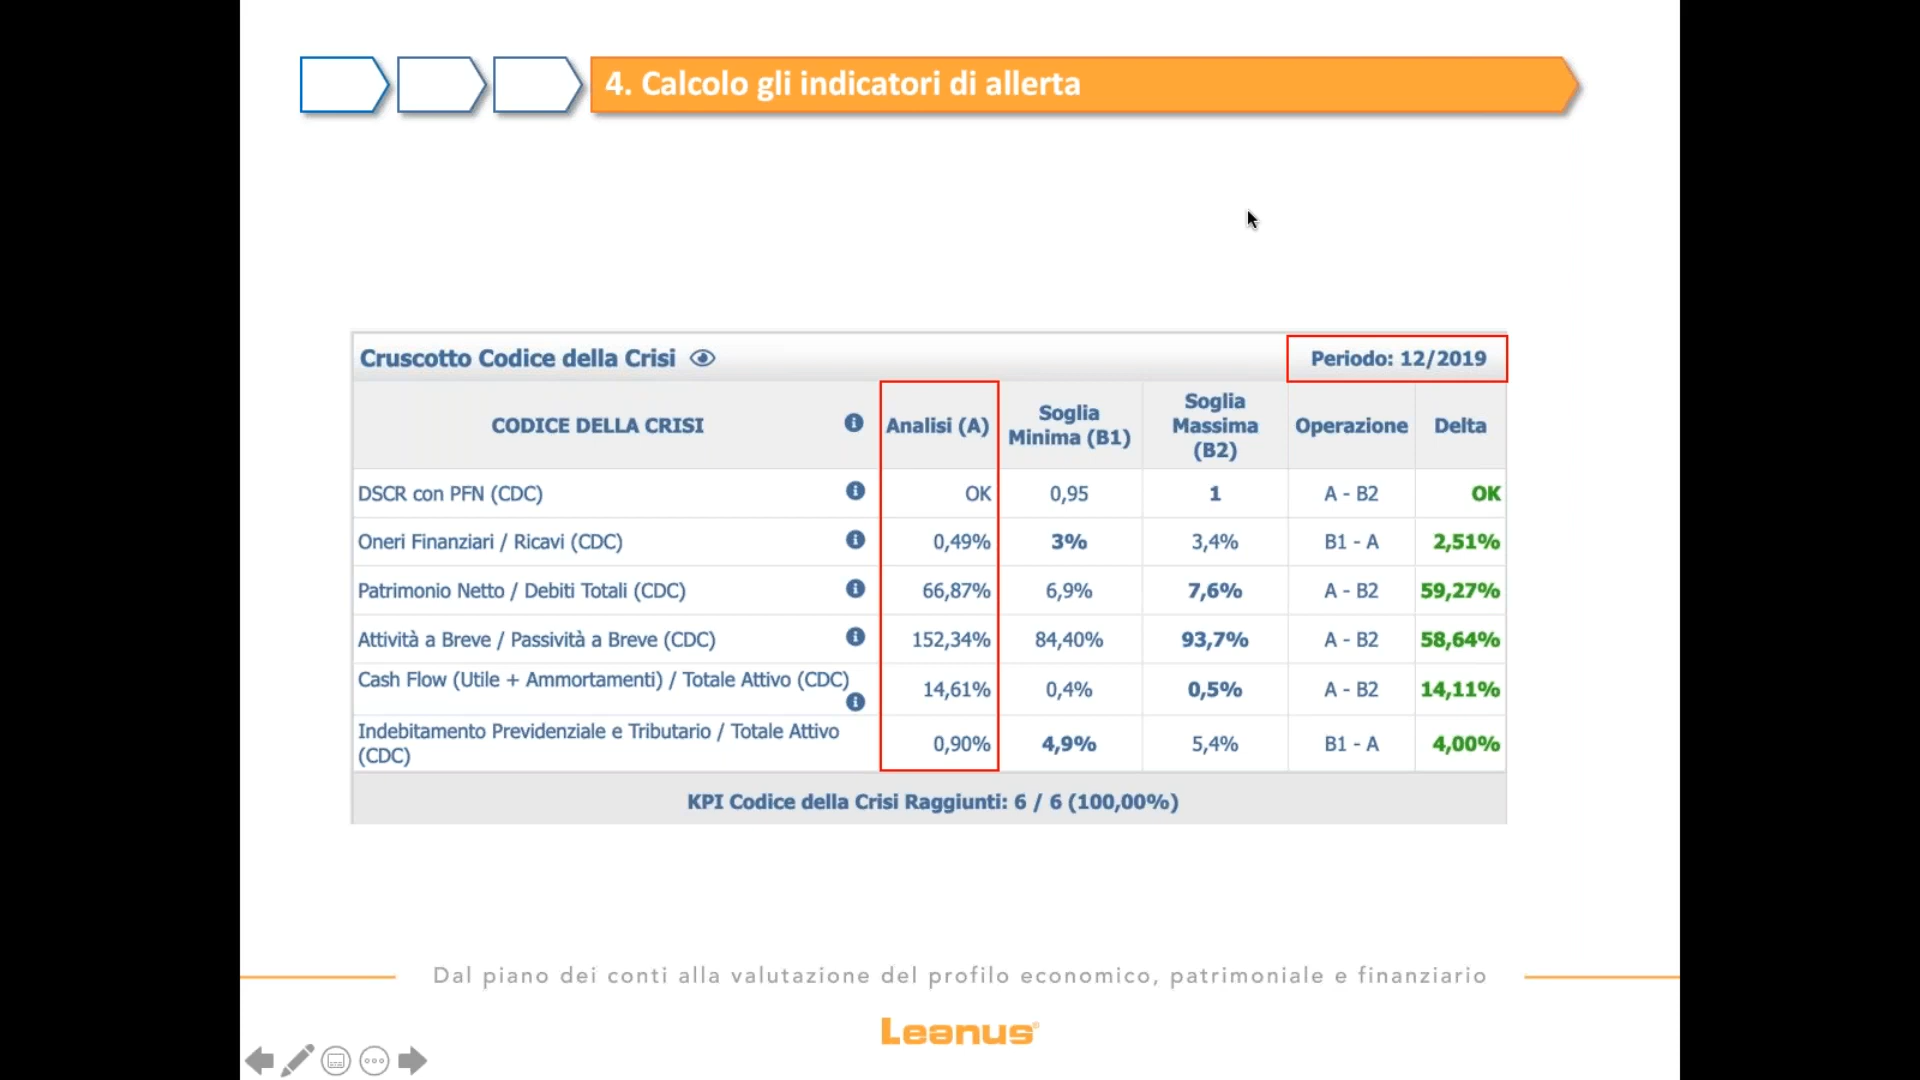 4. Calcolo gli indicatori di allerta
Cruscotto Codice della Crisi
Periodo: 12/2019
CODICE DELLA CRISI
Analisi (A)
Soglia
Minima (B1)
Soglia
Massima
(B2)
Operazione
Delta
DSCR con PFN (CDC) OK 0,95 1 A - B2 OK
Oneri Finanziari / Ricavi (CDC) 0,49% 3% 3,4% B1 - A 2,51%
Patrimonio Netto / Debiti Totali (CDC) 66,87% 6,9% 7,6% A - B2 59,27%
Attività a Breve / Passività a Breve (CDC) 152,34% 84,40% 93,7% A - B2 58,64%
Cash Flow (Utile + Ammortamenti) / Totale Attivo (CDC) 14,61% 0,4% 0,5% A - B2 14,11%
Indebitamento Previdenziale e Tributario / Totale Attivo
(CDC) 0,90% 4,9% 5,4% B1 - A 4,00%
KPI Codice della Crisi Raggiunti: 6 / 6 (100,00%)
Dal piano dei conti alla valutazione del profilo economico, patrimoniale e finanziario
Leanus®